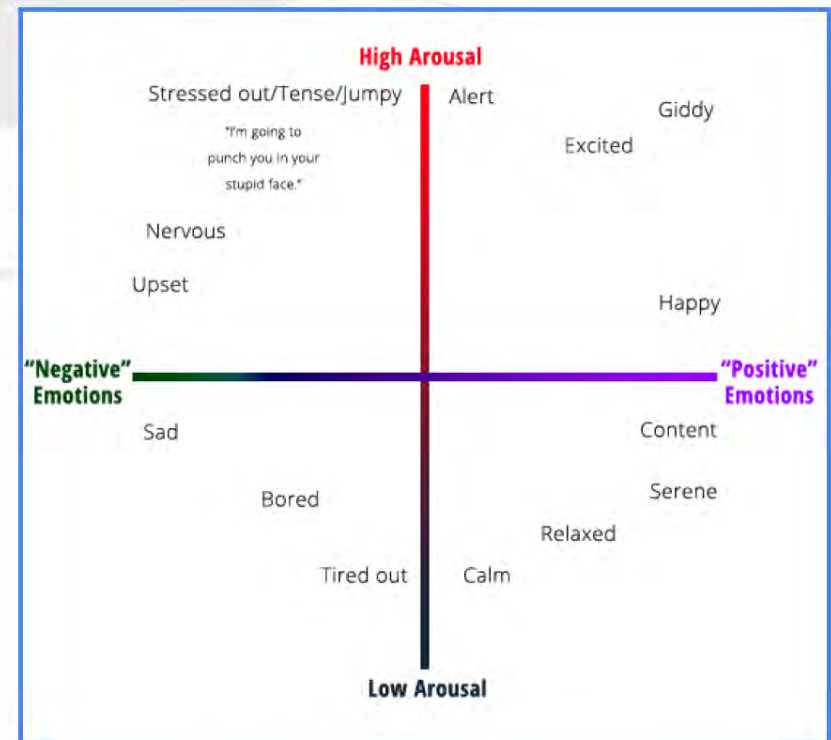 High Arousal
Stressed out/Tense/Jumpy
Alert
Giddy
"I'm going to
punch you in your
stupid face."
Excited
Nervous
Upset
Happy
“Negative”
Emotions
“Positive”
Emotions
Sad
Content
Bored
Serene
Relaxed
Tired out
Calm
Low Arousal